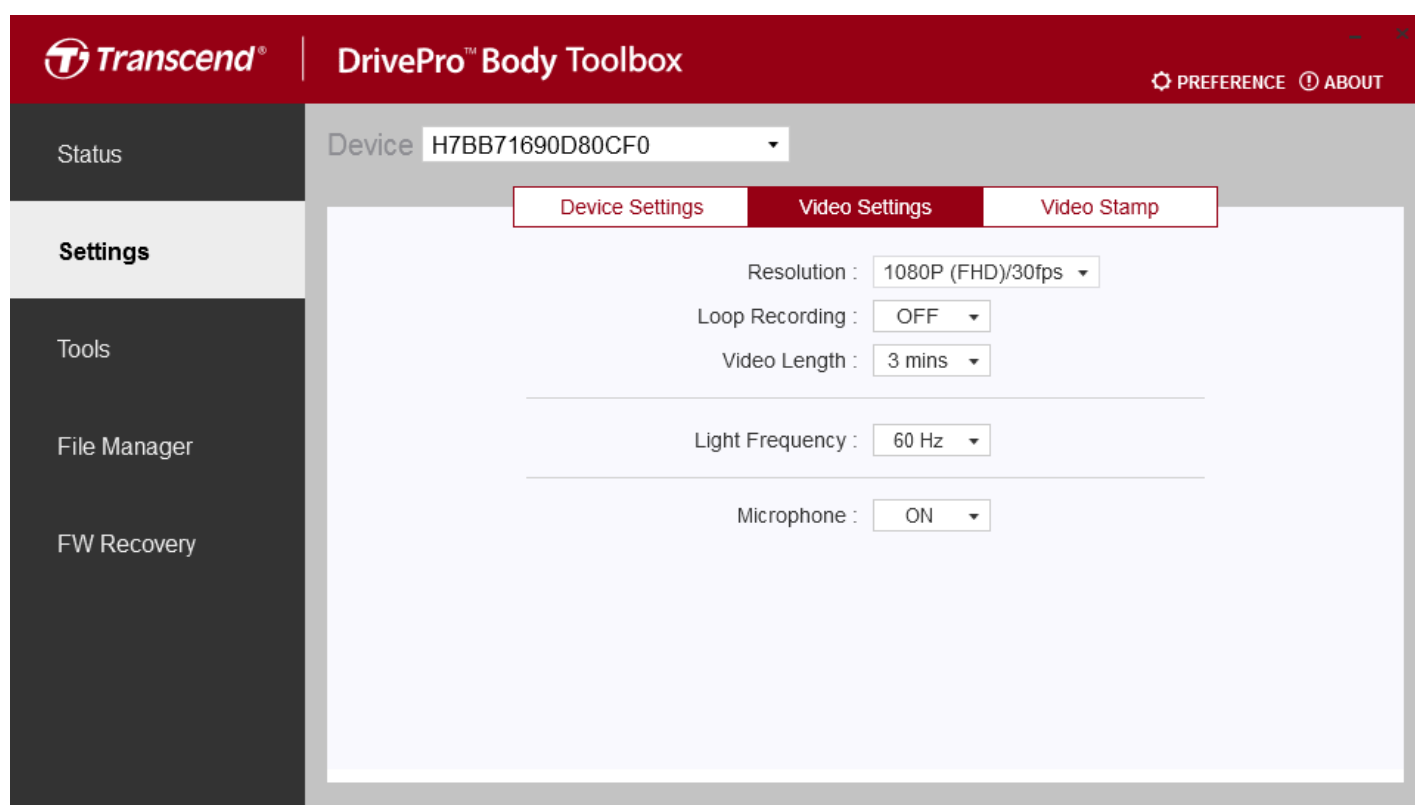 Transcend® DrivePro™ Body Toolbox
PREFERENCE ABOUT
Status
Settings
Tools
File Manager
FW Recovery
Device H7BB71690D80CF0
Device Settings Video Settings Video Stamp
Resolution : 1080P (FHD)/30fps
Loop Recording : OFF
Video Length : 3 mins
Light Frequency : 60 Hz
Microphone : ON